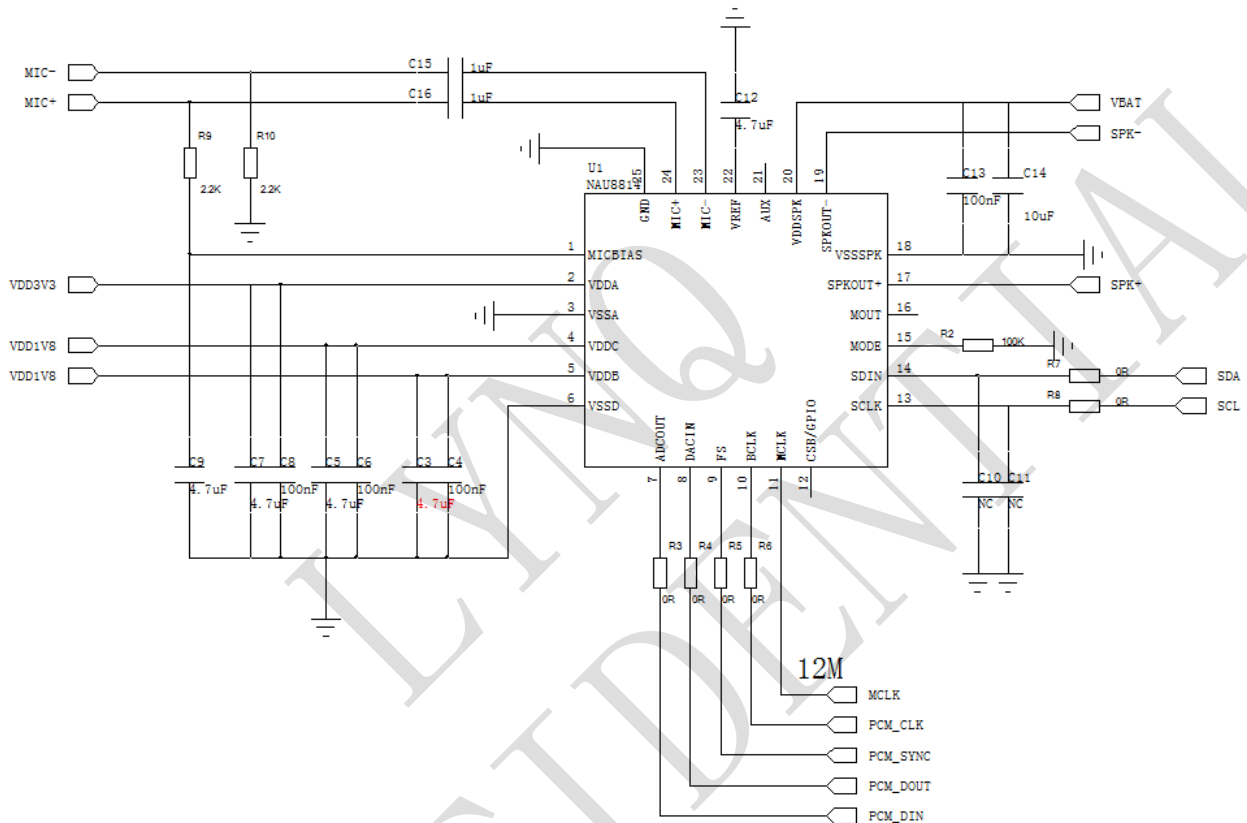 MIC-
C15
1uF
MIC+
C16
1uF
C12
4.7uF
VBAT
SPK-
R9
2.2K
R10
2.2K
U1
NAU8814
25
24
23
22
21
20
19
GND
MIC+
MIC-
VREF
AUX
VDDSPK
SPKOUT-
C13
100nF
C14
10uF
1
MICBIAS
VSSSPK
18
VDD3V3
2
VDDA
SPKOUT+
17
SPK+
3
VSSA
MOUT
16
VDD1V8
4
VDDC
MODE
15
R2
100K
VDD1V8
5
VDDB
SDIN
14
R7
0R
SDA
6
VSSD
SCLK
13
R8
0R
SCL
ADCOUT
DACIN
FS
BCLK
MCLK
CSB/GPIO
7
8
9
10
11
12
C9
4.7uF
C7
4.7uF
C8
100nF
C5
4.7uF
C6
100nF
C3
4.7uF
C4
100nF
C10
NC
C11
NC
R3
0R
R4
0R
R5
0R
R6
0R
12M
MCLK
PCM_CLK
PCM_SYNC
PCM_DOUT
PCM_DIN
LYNQ